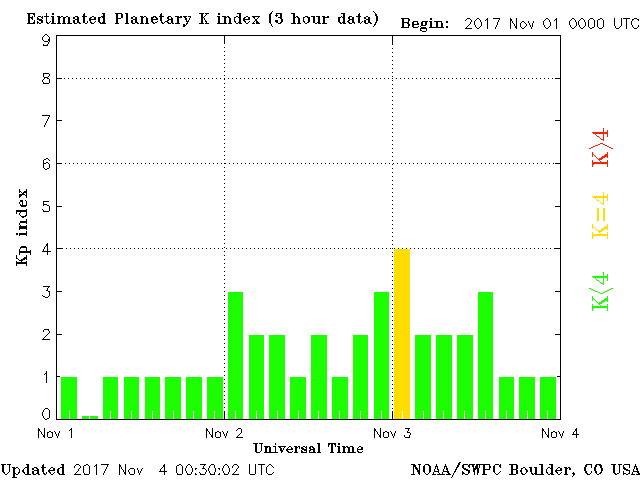 Estimated Planetary K index (3 hour data) Begin: 2017 Nov 01 0000 UTC
9
8
7
6
5
4
3
2
1
0
Kp index
K>4
K=4
K<4
Nov 1 Nov 2 Nov 3 Nov 4
Universal Time
Updated 2017 Nov 4 00:30:02 UTC NOAA/SWPC Boulder, CO USA